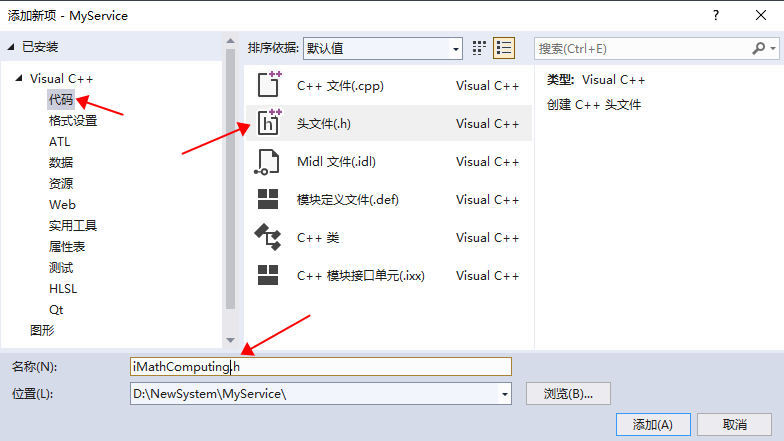 添加新项 - MyService
已安装
排序依据: 默认值
搜索(Ctrl+E)
Visual C++
代码
格式设置
ATL
数据
资源
Web
实用工具
属性表
测试
HLSL
Qt
图形
C++ 文件(.cpp) Visual C++
头文件(.h) Visual C++
Midl 文件(.idl) Visual C++
模块定义文件(.def) Visual C++
C++ 类 Visual C++
C++ 模块接口单元(.ixx) Visual C++
类型: Visual C++
创建 C++ 头文件
名称(N): iMathComputing.h
位置(L): D:\NewSystem\MyService\ 浏览(B)...
添加(A) 取消